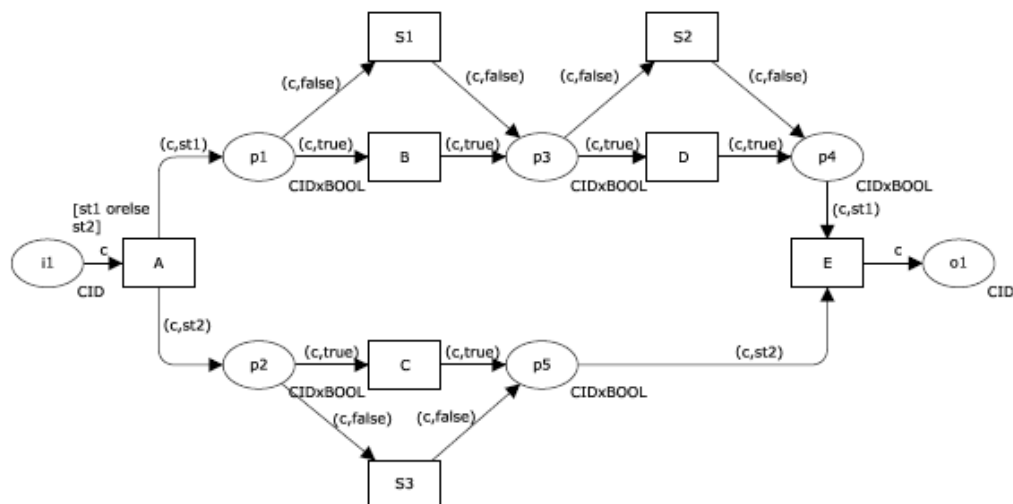 S1
S2
(c,false)
(c,false)
(c,false)
(c,false)
(c,st1)
p1
(c,true)
B
(c,true)
p3
(c,true)
D
(c,true)
p4
CIDxBOOL
CIDxBOOL
CIDxBOOL
[st1 orelse
st2]
(c,st1)
i1
c
A
E
c
o1
CID
CID
(c,st2)
p2
(c,true)
C
(c,true)
p5
(c,st2)
CIDxBOOL
CIDxBOOL
(c,false)
(c,false)
S3